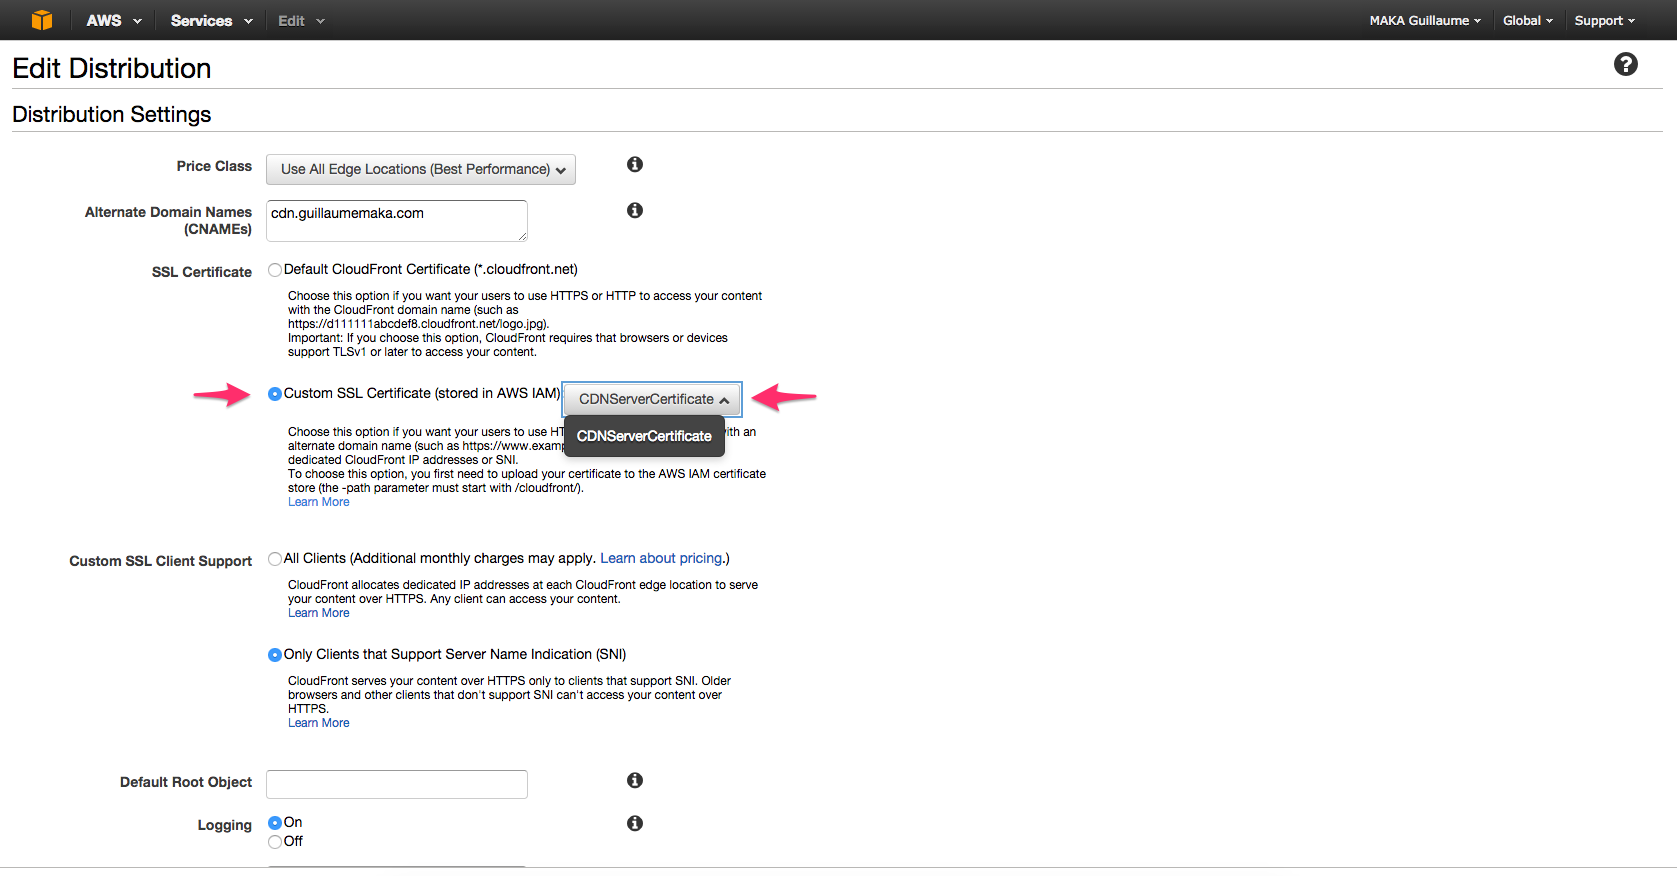 AWS Services Edit MAKA Guillaume Global Support
Edit Distribution
Distribution Settings
Price Class
Use All Edge Locations (Best Performance)
Alternate Domain Names
(CNAMEs)
cdn.guillaumemaka.com
SSL Certificate
Default CloudFront Certificate (*.cloudfront.net)
Choose this option if you want your users to use HTTPS or HTTP to access your content
with the CloudFront domain name (such as
https://d111111abcdef8.cloudfront.net/logo.jpg).
Important: If you choose this option, CloudFront requires that browsers or devices
support TLSv1 or later to access your content.
Custom SSL Certificate (stored in AWS IAM)
CDNServerCertificate
CDNServerCertificate
Choose this option if you want your users to use HT ith an
alternate domain name (such as https://www.exam
dedicated CloudFront IP addresses or SNI.
To choose this option, you first need to upload your certificate to the AWS IAM certificate
store (the -path parameter must start with /cloudfront/).
Learn More
Custom SSL Client Support
All Clients (Additional monthly charges may apply. Learn about pricing.)
CloudFront allocates dedicated IP addresses at each CloudFront edge location to serve
your content over HTTPS. Any client can access your content.
Learn More
Only Clients that Support Server Name Indication (SNI)
CloudFront serves your content over HTTPS only to clients that support SNI. Older
browsers and other clients that don't support SNI can't access your content over
HTTPS.
Learn More
Default Root Object
Logging
On
Off